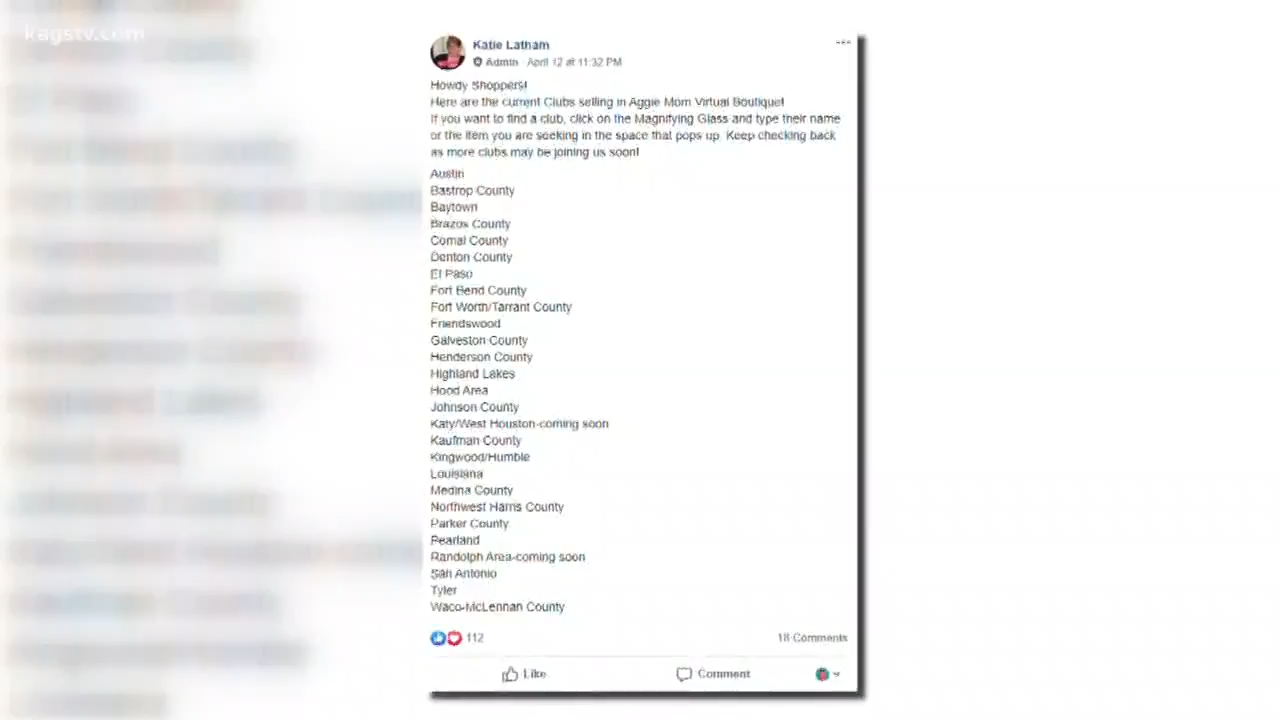 kagstv.com
Katie Latham
Admin · April 12 at 11:32 PM
Howdy Shoppers!
Here are the current Clubs selling in Aggie Mom Virtual Boutique!
If you want to find a club, click on the Magnifying Glass and type their name
or the item you are seeking in the space that pops up. Keep checking back
as more clubs may be joining us soon!
Austin
Bastrop County
Baytown
Brazos County
Comal County
Denton County
El Paso
Fort Bend County
Fort Worth/Tarrant County
Friendswood
Galveston County
Henderson County
Highland Lakes
Hood Area
Johnson County
Katy/West Houston-coming soon
Kaufman County
Kingwood/Humble
Louisiana
Medina County
Northwest Harris County
Parker County
Pearland
Randolph Area-coming soon
San Antonio
Tyler
Waco-McLennan County
112
18 Comments
Like
Comment